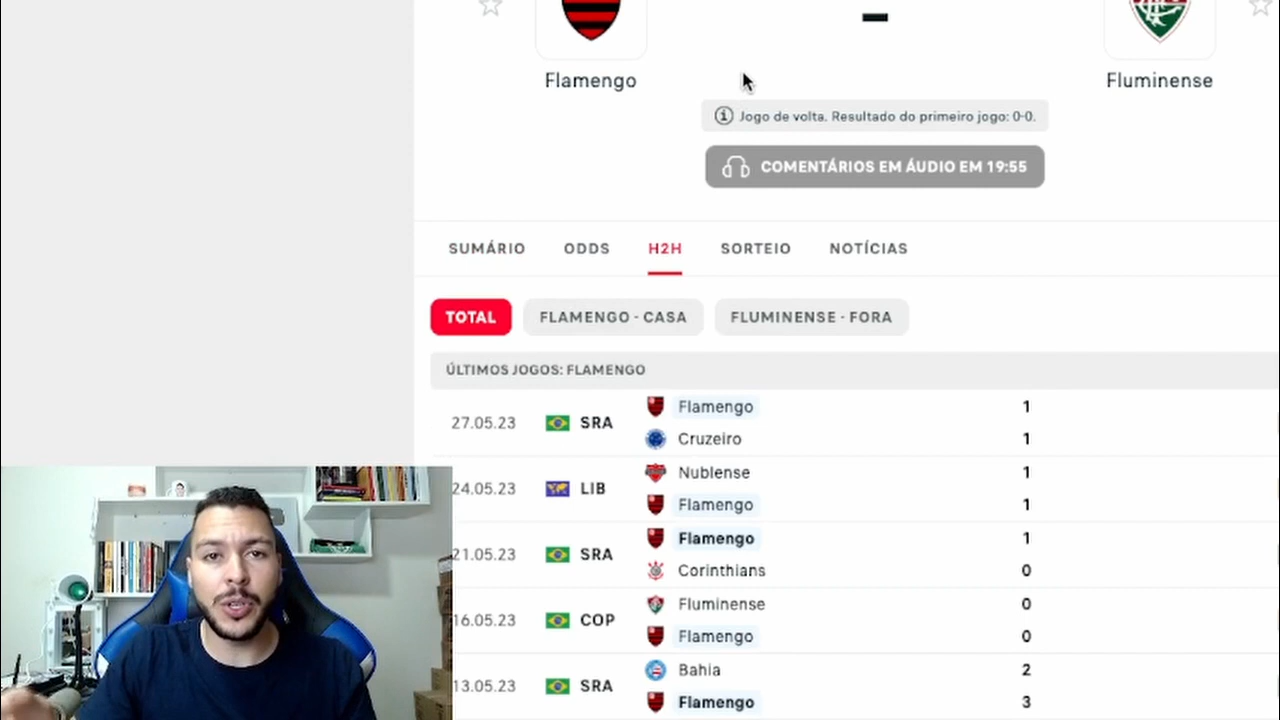 Flamengo
Fluminense
Jogo de volta. Resultado do primeiro jogo: 0-0.
COMENTÁRIOS EM ÁUDIO EM 19:55
SUMÁRIO ODDS H2H SORTEIO NOTÍCIAS
TOTAL FLAMENGO - CASA FLUMINENSE - FORA
ÚLTIMOS JOGOS: FLAMENGO
27.05.23 SRA
Flamengo 1
Cruzeiro 1
24.05.23 LIB
Nublense 1
Flamengo 1
21.05.23 SRA
Flamengo 1
Corinthians 0
16.05.23 COP
Fluminense 0
Flamengo 0
13.05.23 SRA
Bahia 2
Flamengo 3